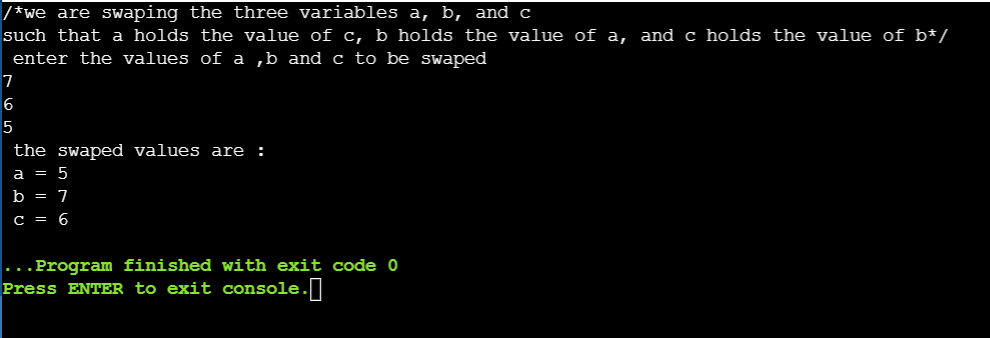 /*we are swaping the three variables a, b, and c
such that a holds the value of c, b holds the value of a, and c holds the value of b*/
enter the values of a ,b and c to be swaped
7
6
5
the swaped values are :
a = 5
b = 7
c = 6
...Program finished with exit code 0
Press ENTER to exit console.